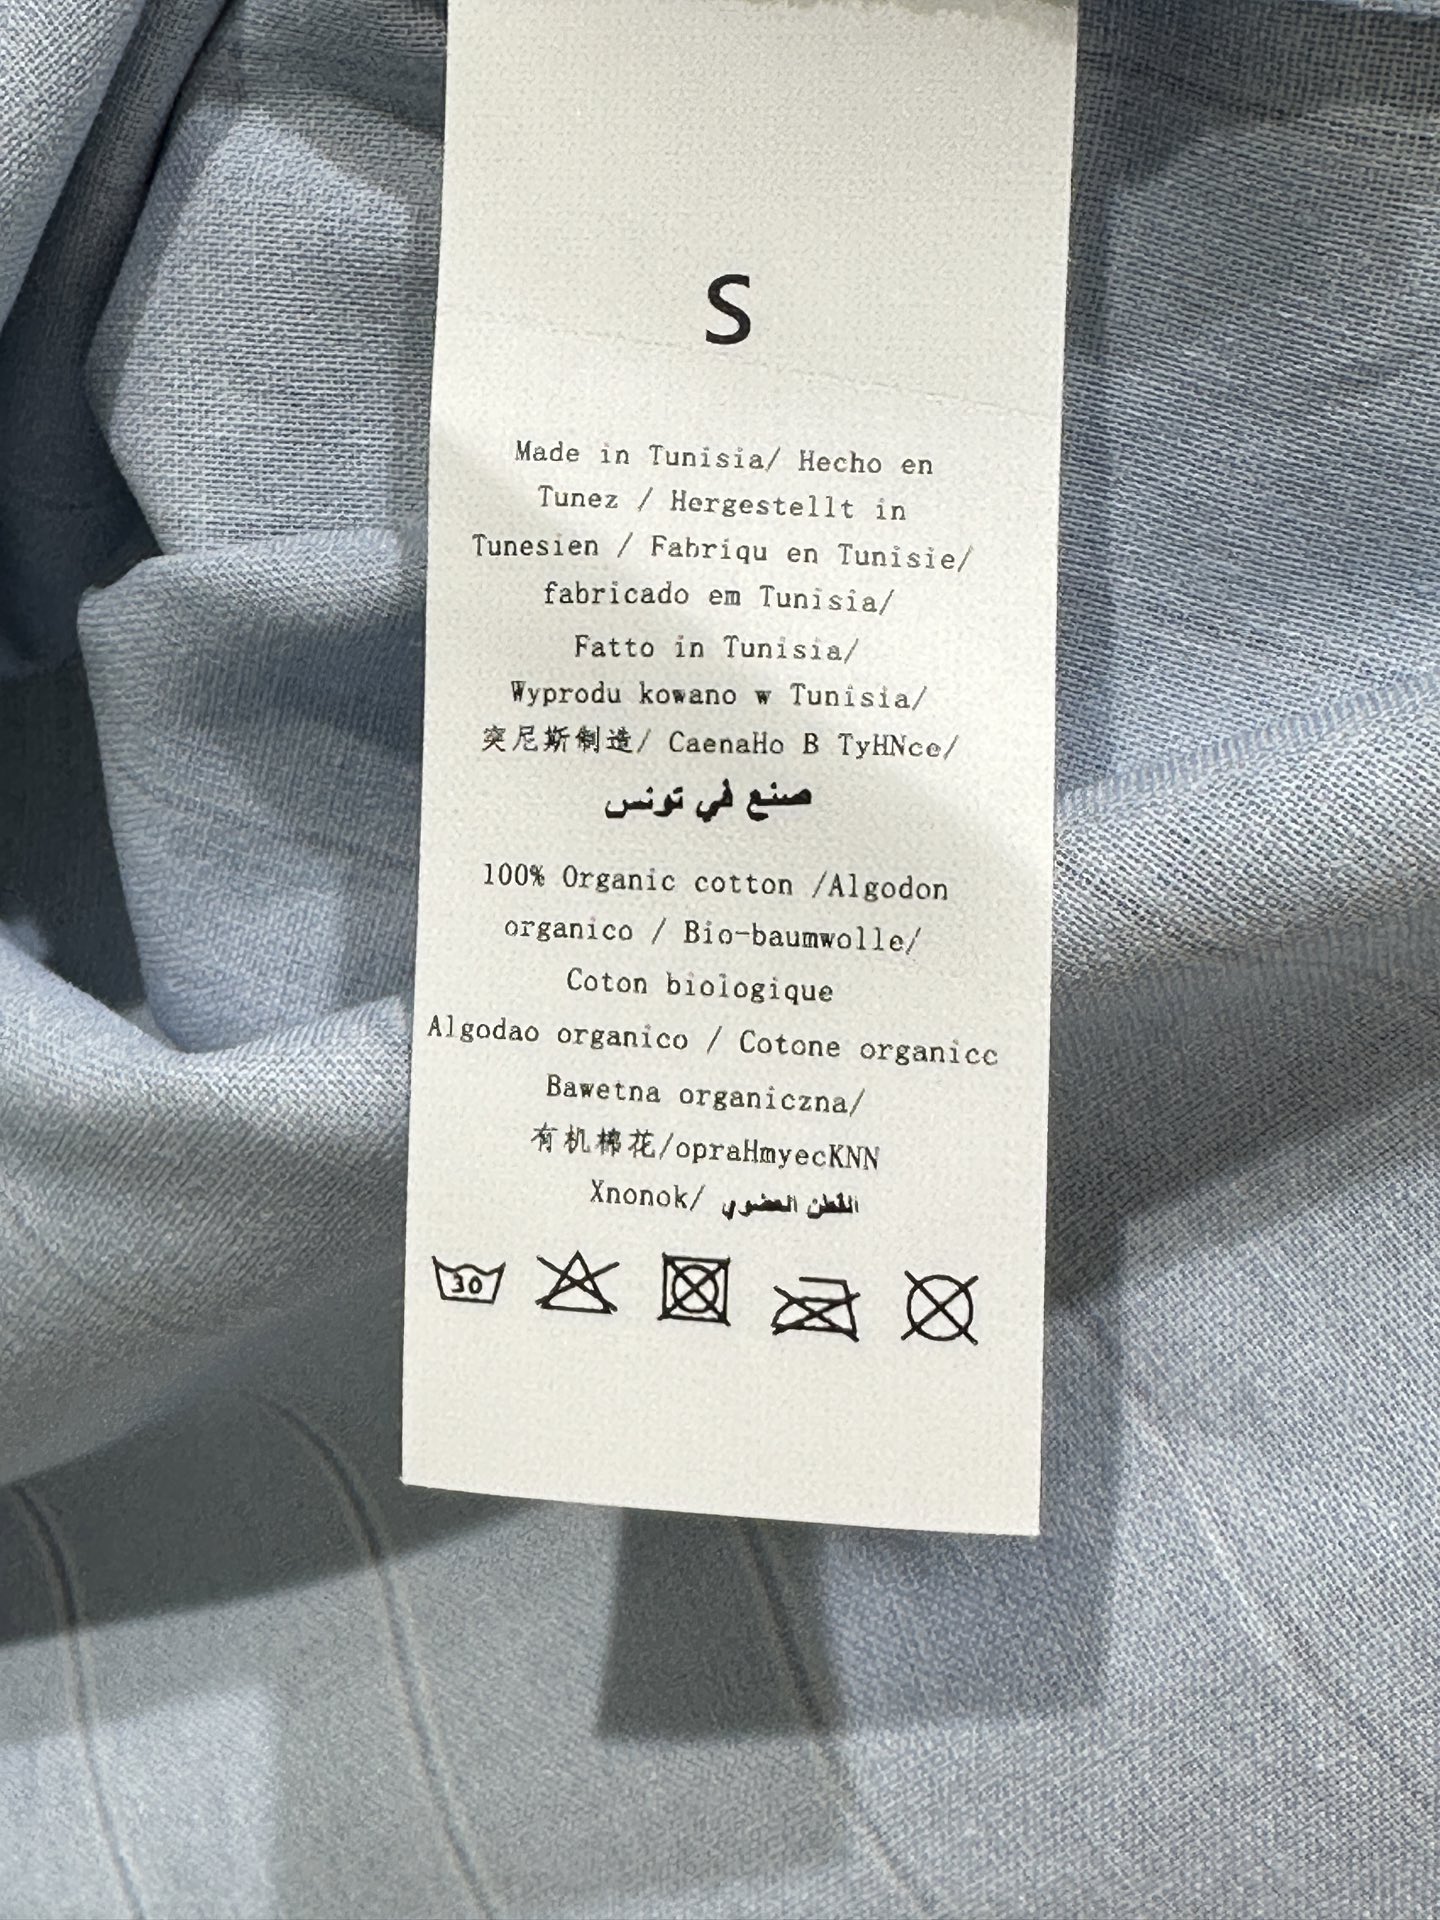 S
Made in Tunisia/ Hecho en
Tunez / Hergestellt in
Tunesien / Fabriqu en Tunisie/
fabricado em Tunisia/
Fatto in Tunisia/
Wyprodu kowano w Tunisia/
突尼斯制造/ CaenaHo B TyHNce/
صنع في تونس
100% Organic cotton /Algodon
organico / Bio-baumwolle/
Coton biologique
Algodao organico / Cotone organicc
Bawetna organiczna/
有机棉花/opraHmyecKNN
Xnonok/ القطن العضوي
30